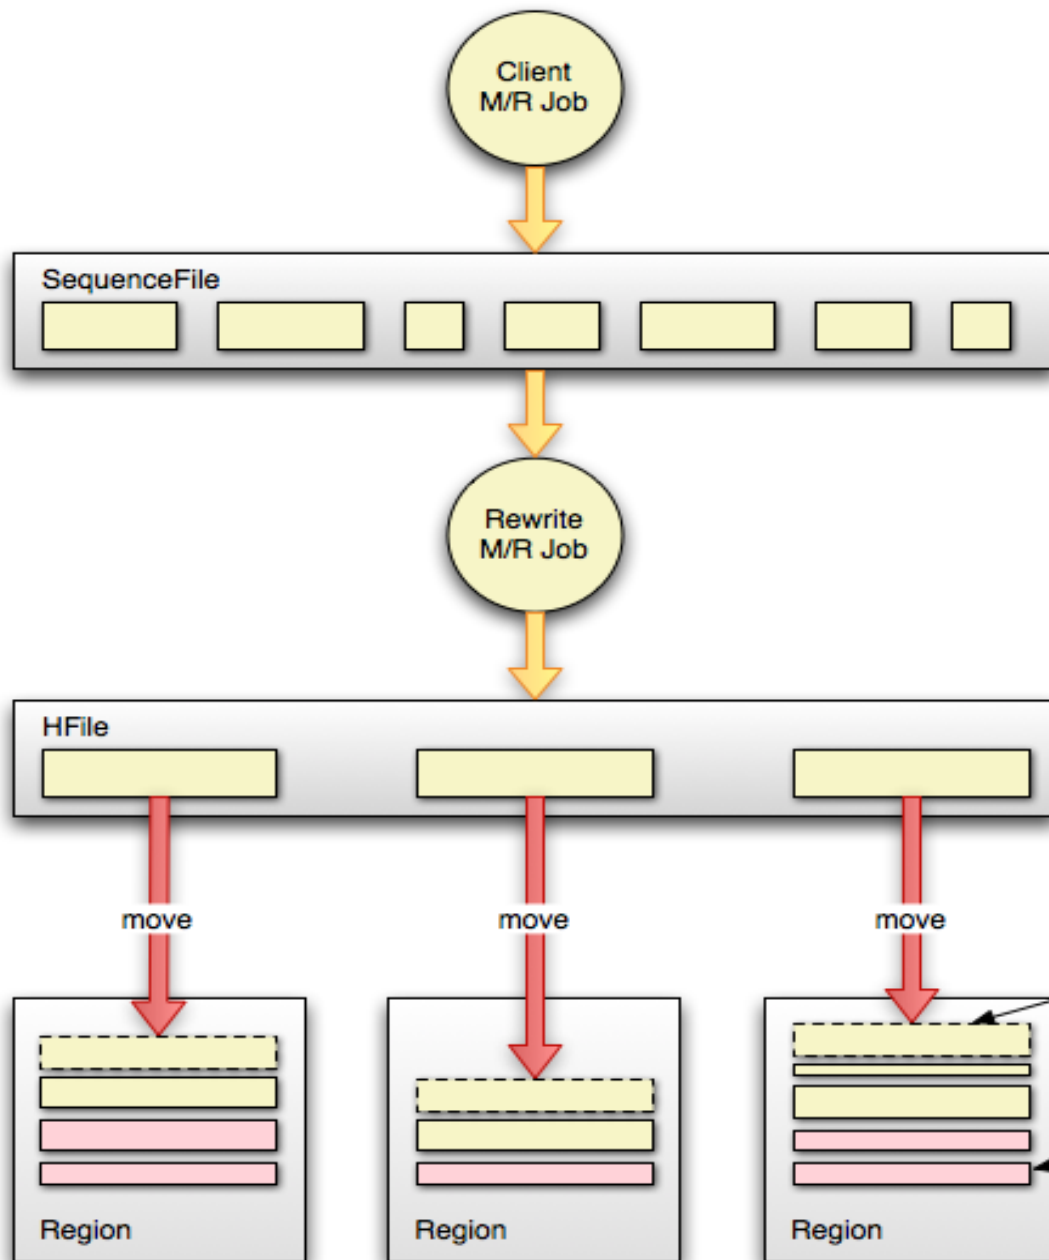 Client
M/R Job
SequenceFile
Rewrite
M/R Job
HFile
move move move
Region Region Region